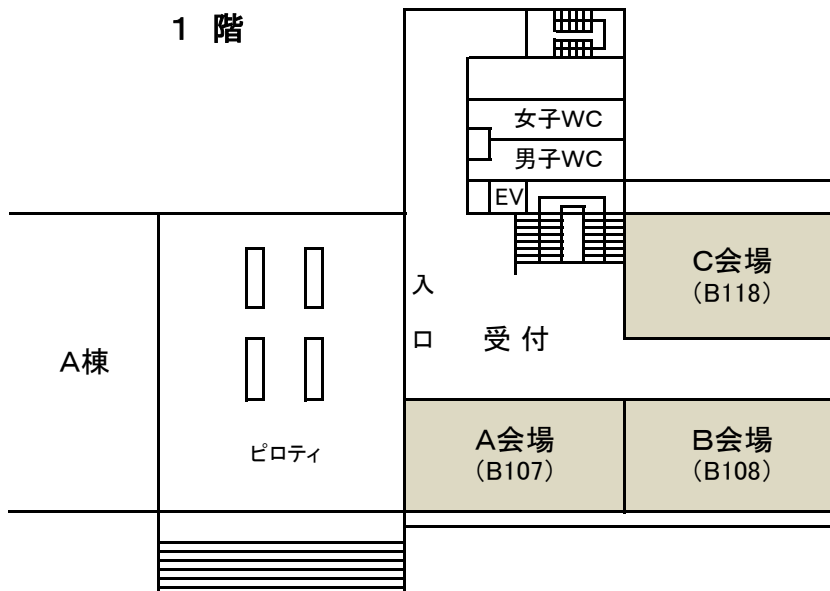 1 階
女子WC
男子WC
EV
C会場
（B118）
入
口
受付
A棟
ピロティ
A会場
（B107）
B会場
（B108）